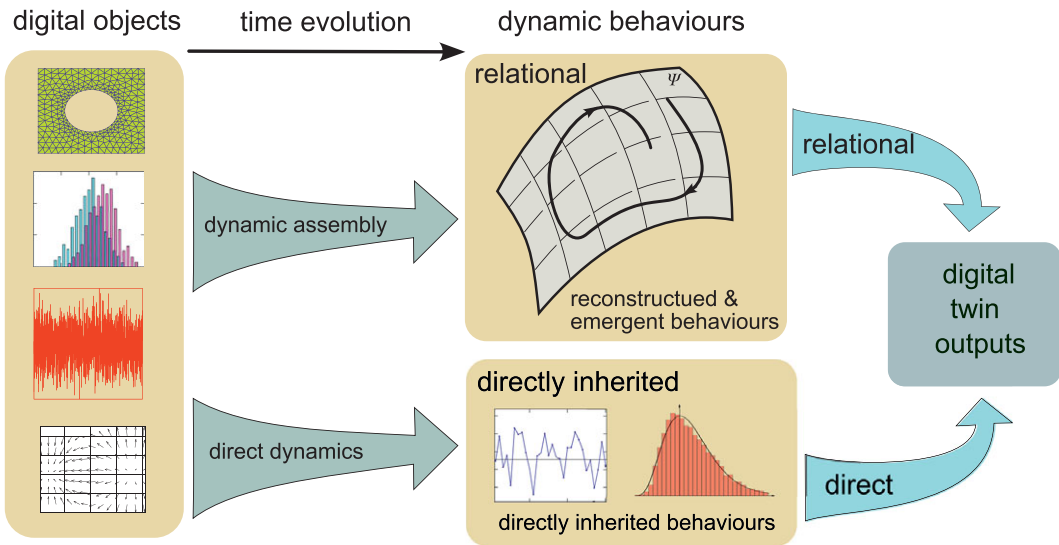 digital objects
time evolution
dynamic behaviours
relational
Ψ
dynamic assembly
reconstructued &
emergent behaviours
relational
digital
twin
outputs
directly inherited
direct dynamics
directly inherited behaviours
direct